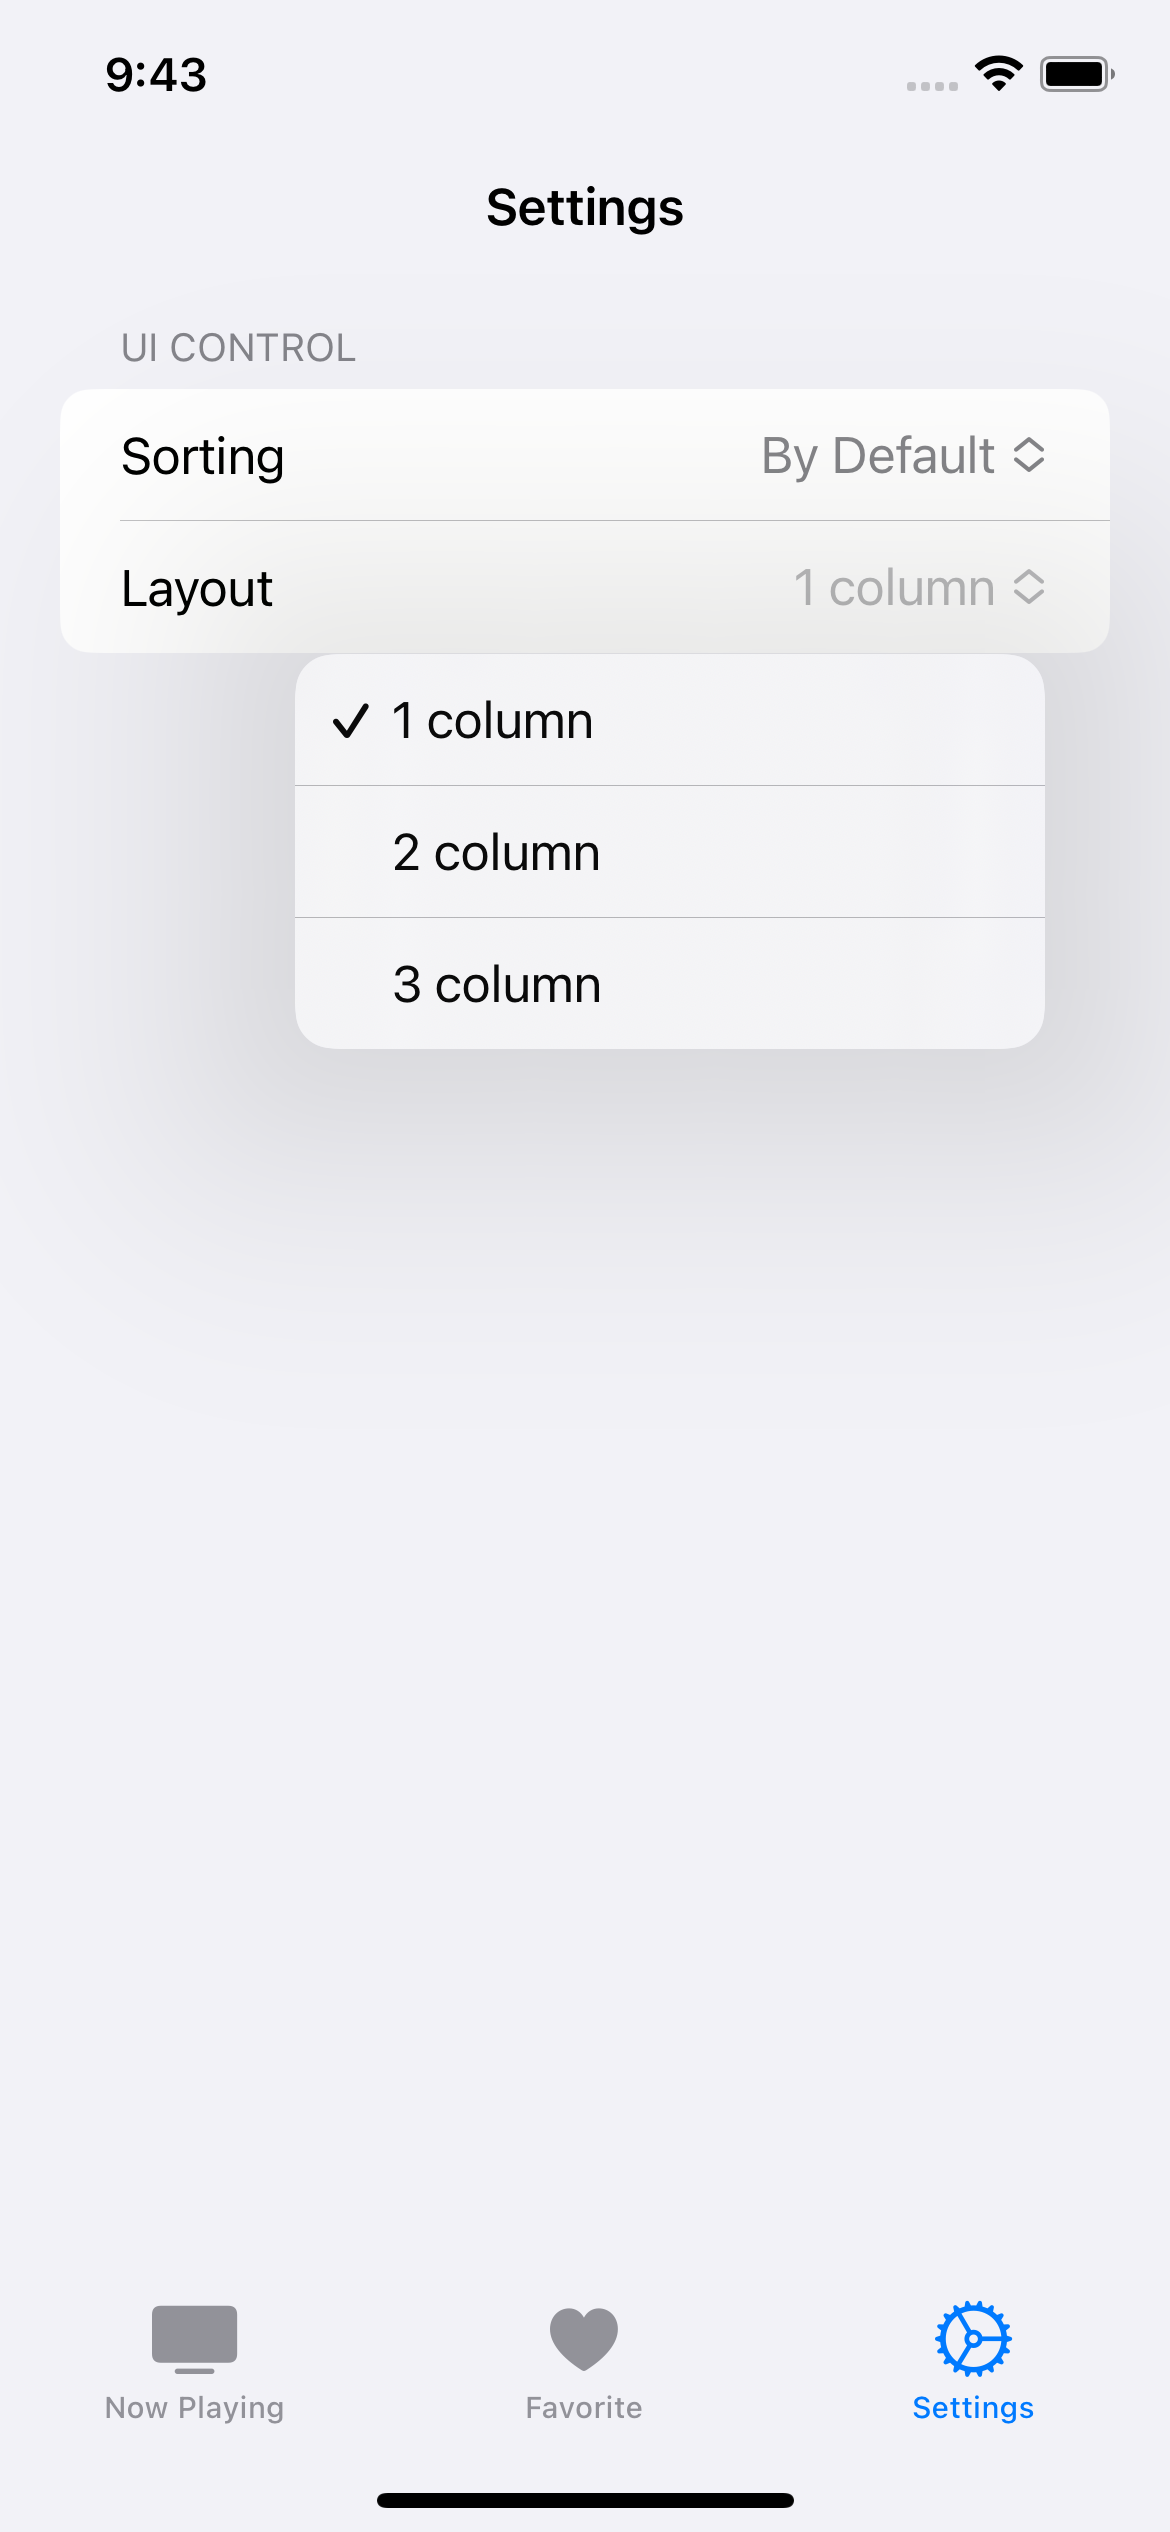 9:43
Settings
UI CONTROL
Sorting By Default
Layout 1 column
1 column
2 column
3 column
Now Playing Favorite Settings